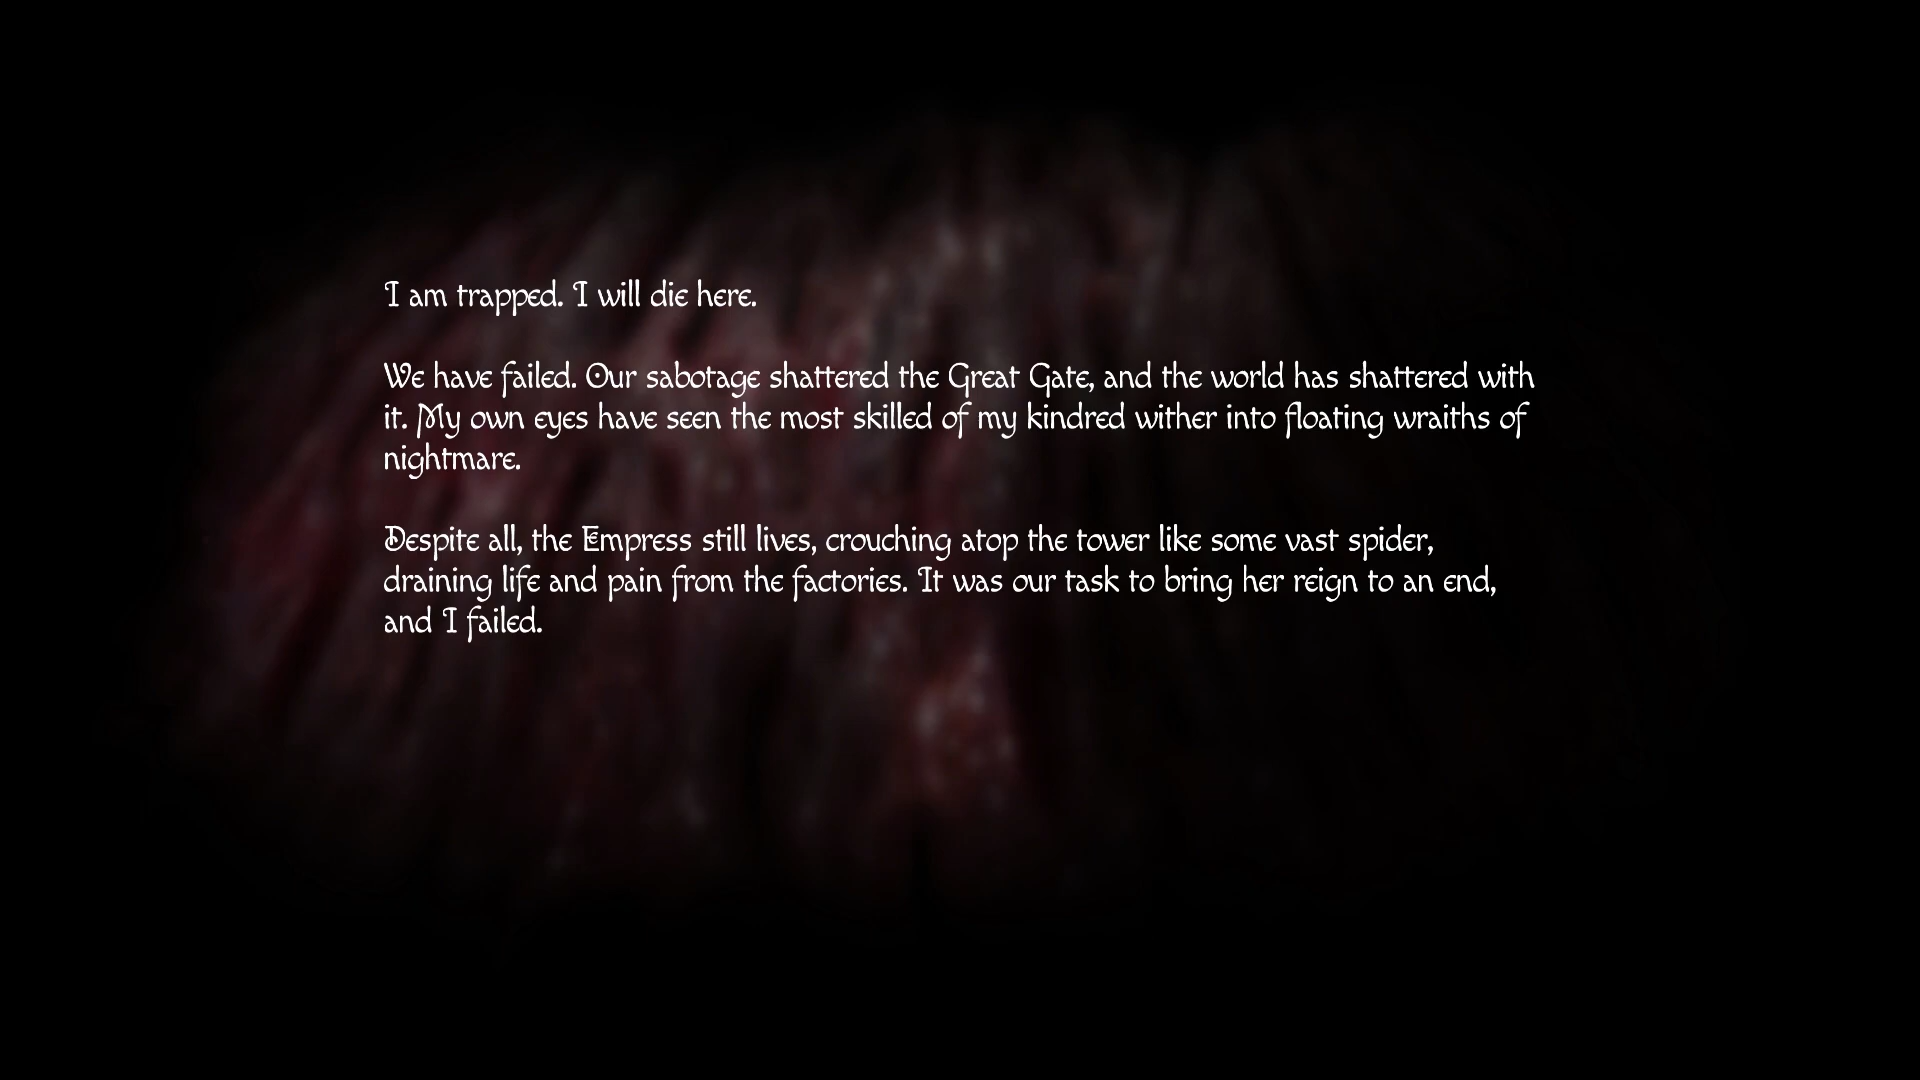 I am trapped. I will die here.
We have failed. Our sabotage shattered the Great Gate, and the world has shattered with
it. My own eyes have seen the most skilled of my kindred wither into floating wraiths of
nightmare.
Despite all, the Empress still lives, crouching atop the tower like some vast spider,
draining life and pain from the factories. It was our task to bring her reign to an end,
and I failed.